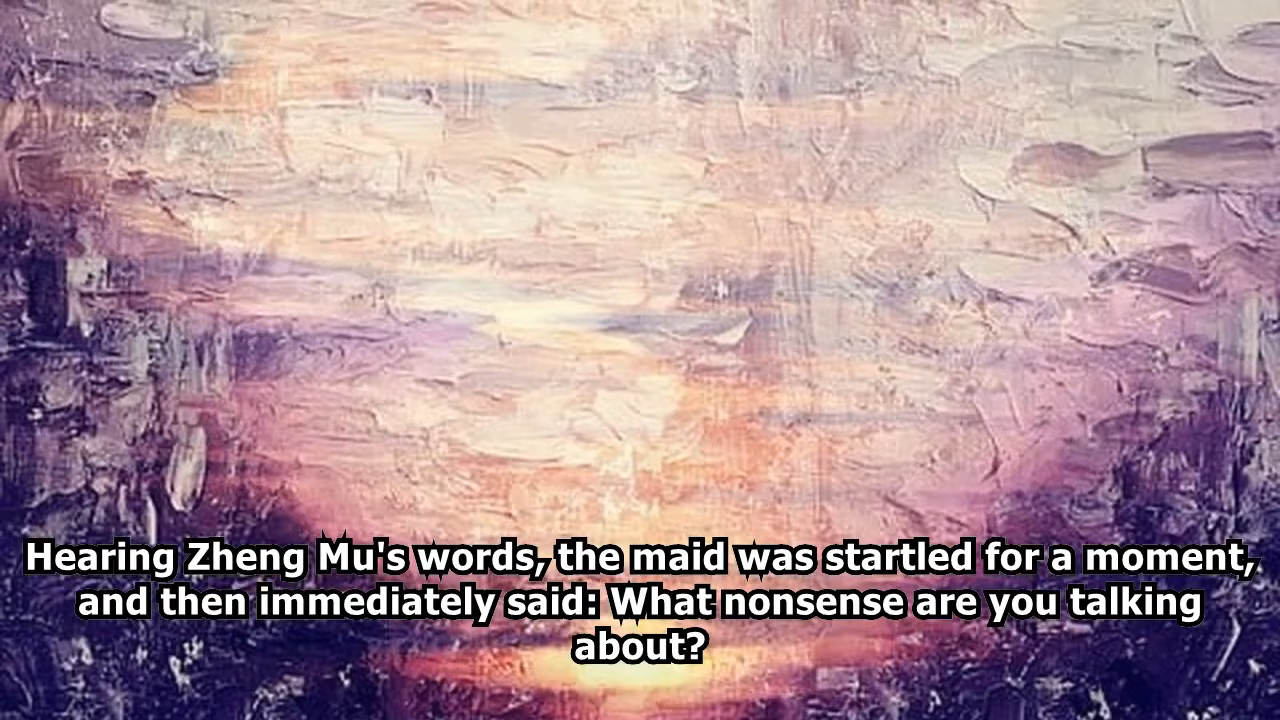 Hearing Zheng Mu's words, the maid was startled for a moment,
and then immediately said: What nonsense are you talking
about?